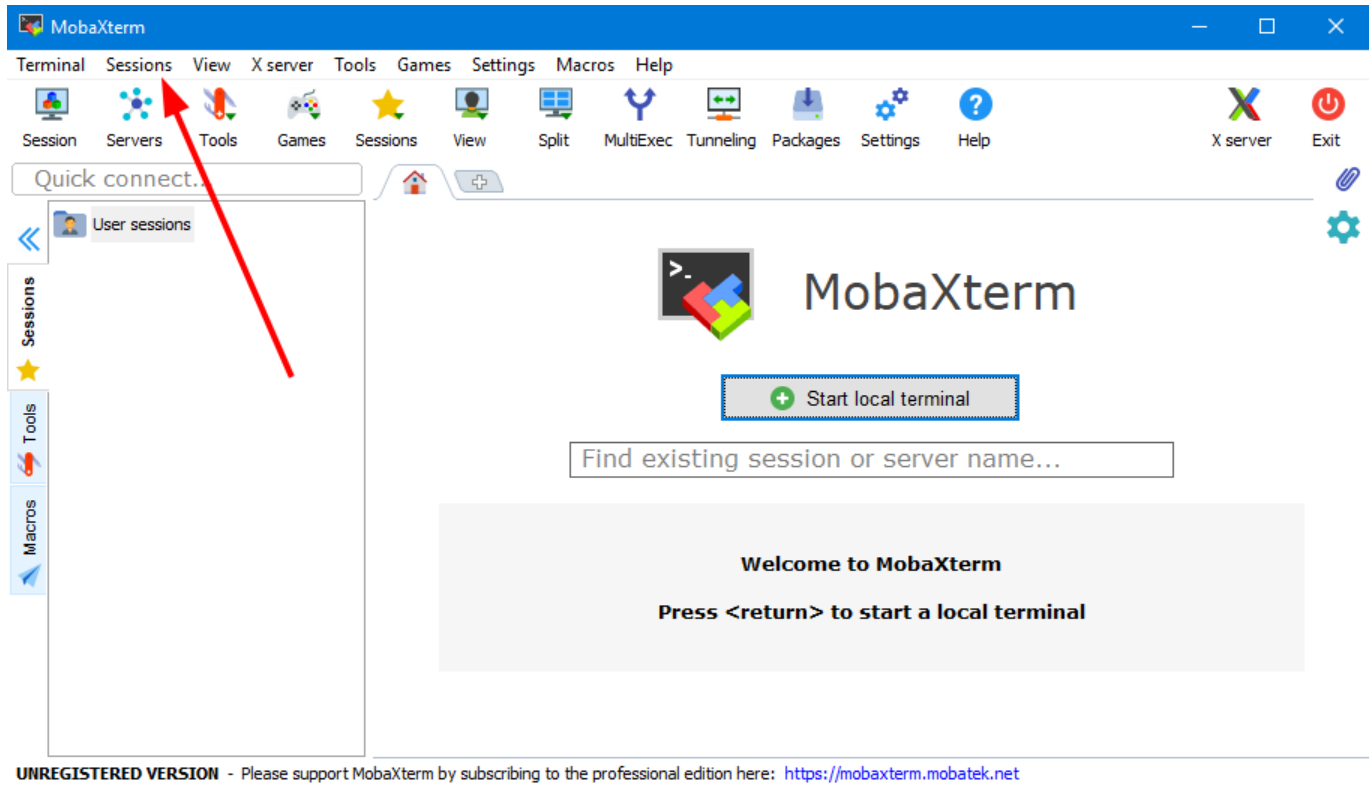 MobaXterm
Terminal Sessions View X server Tools Games Settings Macros Help
Session Servers Tools Games Sessions View Split MultiExec Tunneling Packages Settings Help X server Exit
Quick connect...
User sessions
Sessions
Tools
Macros
>_
MobaXterm
Start local terminal
Find existing session or server name...
Welcome to MobaXterm
Press <return> to start a local terminal
UNREGISTERED VERSION - Please support MobaXterm by subscribing to the professional edition here: https://mobaxterm.mobatek.net